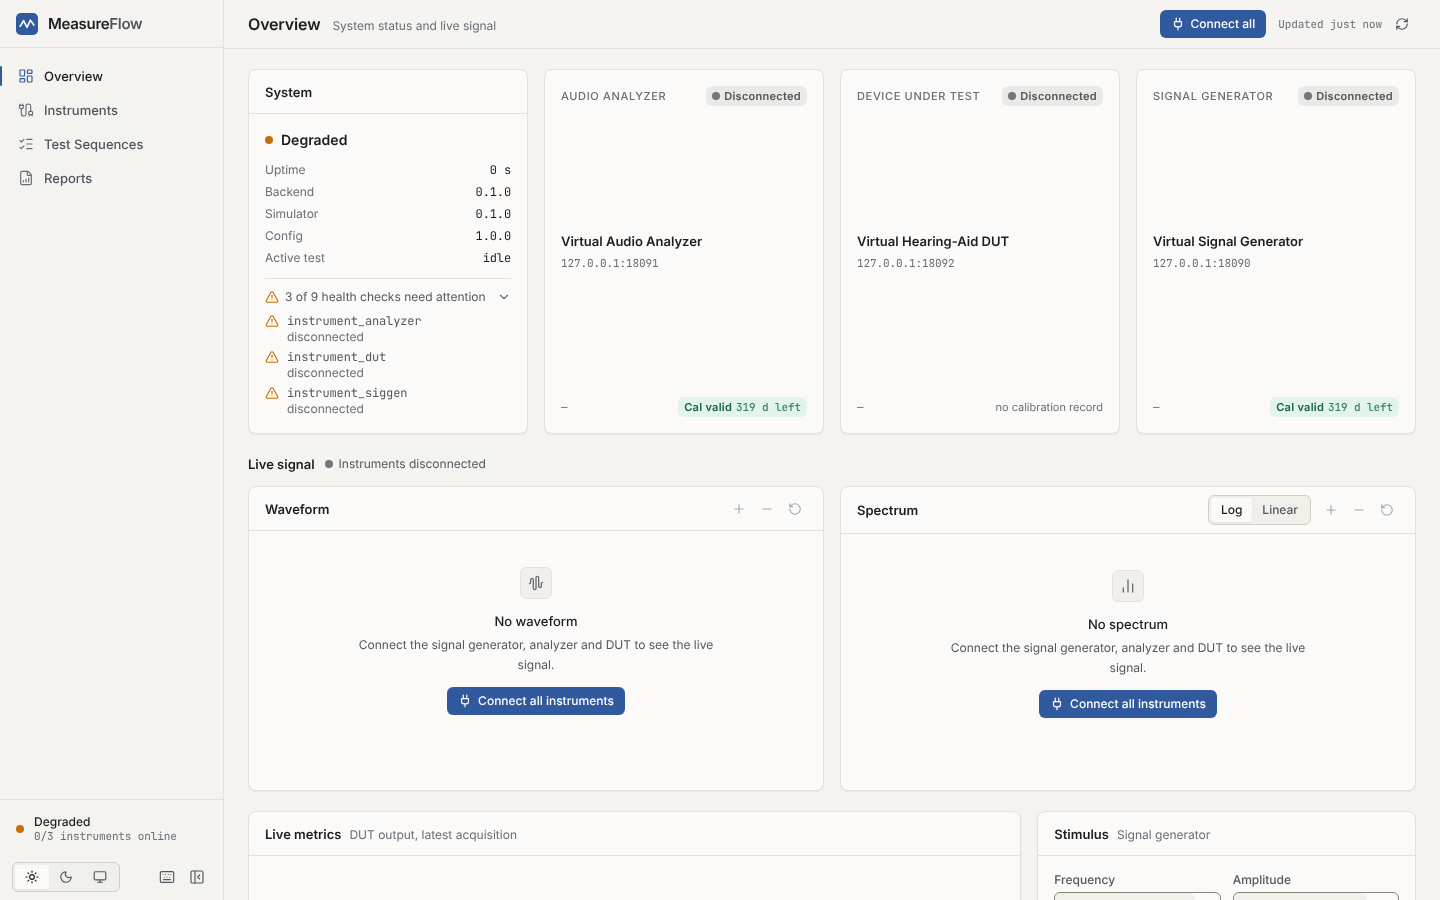 MeasureFlow
Overview
Instruments
Test Sequences
Reports
Degraded
0/3 instruments online
Overview System status and live signal
Connect all
Updated just now
System
Degraded
Uptime 0 s
Backend 0.1.0
Simulator 0.1.0
Config 1.0.0
Active test idle
3 of 9 health checks need attention
instrument_analyzer
disconnected
instrument_dut
disconnected
instrument_siggen
disconnected
AUDIO ANALYZER Disconnected
Virtual Audio Analyzer
127.0.0.1:18091
– Cal valid 319 d left
DEVICE UNDER TEST Disconnected
Virtual Hearing-Aid DUT
127.0.0.1:18092
– no calibration record
SIGNAL GENERATOR Disconnected
Virtual Signal Generator
127.0.0.1:18090
– Cal valid 319 d left
Live signal Instruments disconnected
Waveform
No waveform
Connect the signal generator, analyzer and DUT to see the live
signal.
Connect all instruments
Spectrum Log Linear
No spectrum
Connect the signal generator, analyzer and DUT to see the live
signal.
Connect all instruments
Live metrics DUT output, latest acquisition
Stimulus Signal generator
Frequency Amplitude